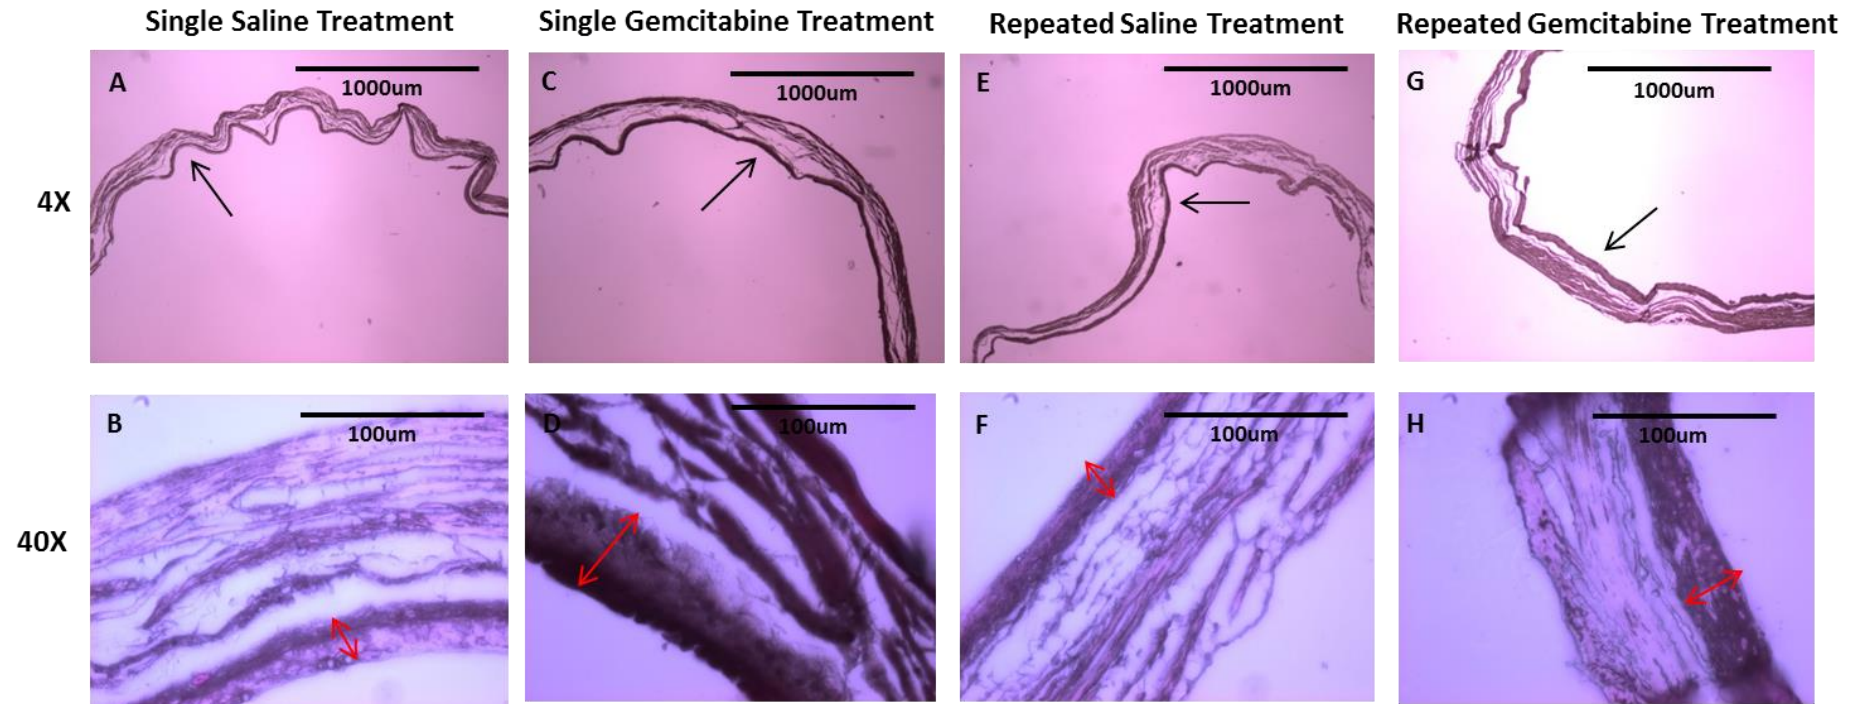 Single Saline Treatment
Single Gemcitabine Treatment
Repeated Saline Treatment
Repeated Gemcitabine Treatment
4X
A
1000um
C
1000um
E
1000um
G
1000um
40X
B
100um
D
100um
F
100um
H
100um